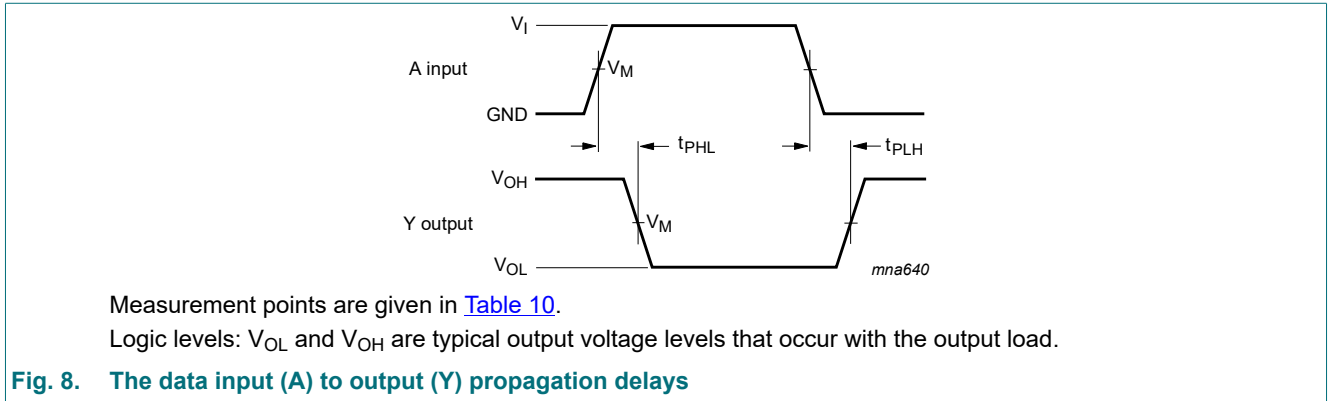 V_I
A input
V_M
GND
t_PHL
t_PLH
V_OH
Y output
V_M
V_OL
mna640
Measurement points are given in Table 10.
Logic levels: V_OL and V_OH are typical output voltage levels that occur with the output load.
Fig. 8. The data input (A) to output (Y) propagation delays